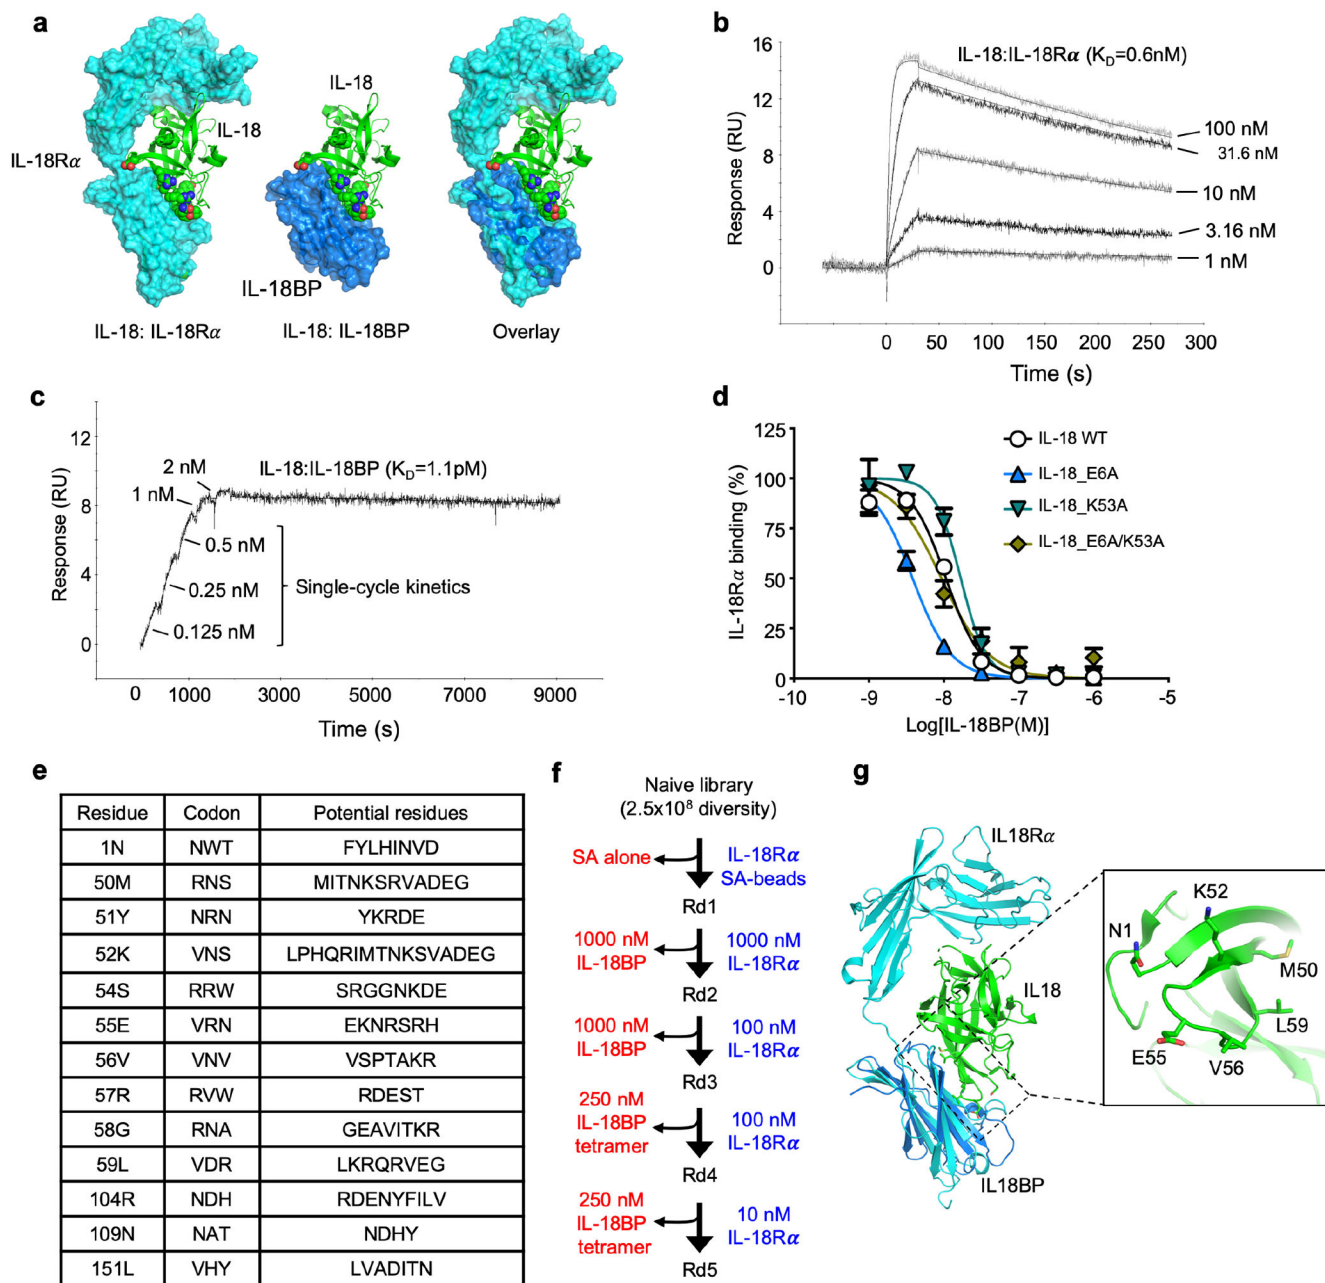 a
IL-18
IL-18
IL-18Rα
IL-18BP
IL-18: IL-18Rα
IL-18: IL-18BP
Overlay
b
IL-18:IL-18Rα (KD=0.6nM)
16
12
8
4
0
Response (RU)
100 nM
31.6 nM
10 nM
3.16 nM
1 nM
0 50 100 150 200 250 300
Time (s)
c
12
8
4
0
Response (RU)
2 nM
IL-18:IL-18BP (KD=1.1pM)
1 nM
0.5 nM
0.25 nM
0.125 nM
Single-cycle kinetics
0 1000 3000 5000 7000 9000
Time (s)
d
125
100
75
50
25
0
IL-18Rα binding (%)
IL-18 WT
IL-18_E6A
IL-18_K53A
IL-18_E6A/K53A
-10 -9 -8 -7 -6 -5
Log[IL-18BP(M)]
e
Residue Codon Potential residues
1N NWT FYLHINVD
50M RNS MITNKSRVADEG
51Y NRN YKRDE
52K VNS LPHQRIMTNKSVADEG
54S RRW SRGGNKDE
55E VRN EKNRSRH
56V VNV VSPTAKR
57R RVW RDEST
58G RNA GEAVITKR
59L VDR LKRQRVEG
104R NDH RDENYFILV
109N NAT NDHY
151L VHY LVADITN
f
Naive library
(2.5x10⁸ diversity)
SA alone
IL-18Rα
SA-beads
Rd1
1000 nM
IL-18BP
1000 nM
IL-18Rα
Rd2
1000 nM
IL-18BP
100 nM
IL-18Rα
Rd3
250 nM
IL-18BP
tetramer
100 nM
IL-18Rα
Rd4
250 nM
IL-18BP
tetramer
10 nM
IL-18Rα
Rd5
g
IL18Rα
IL18
IL18BP
K52
N1
M50
L59
E55
V56